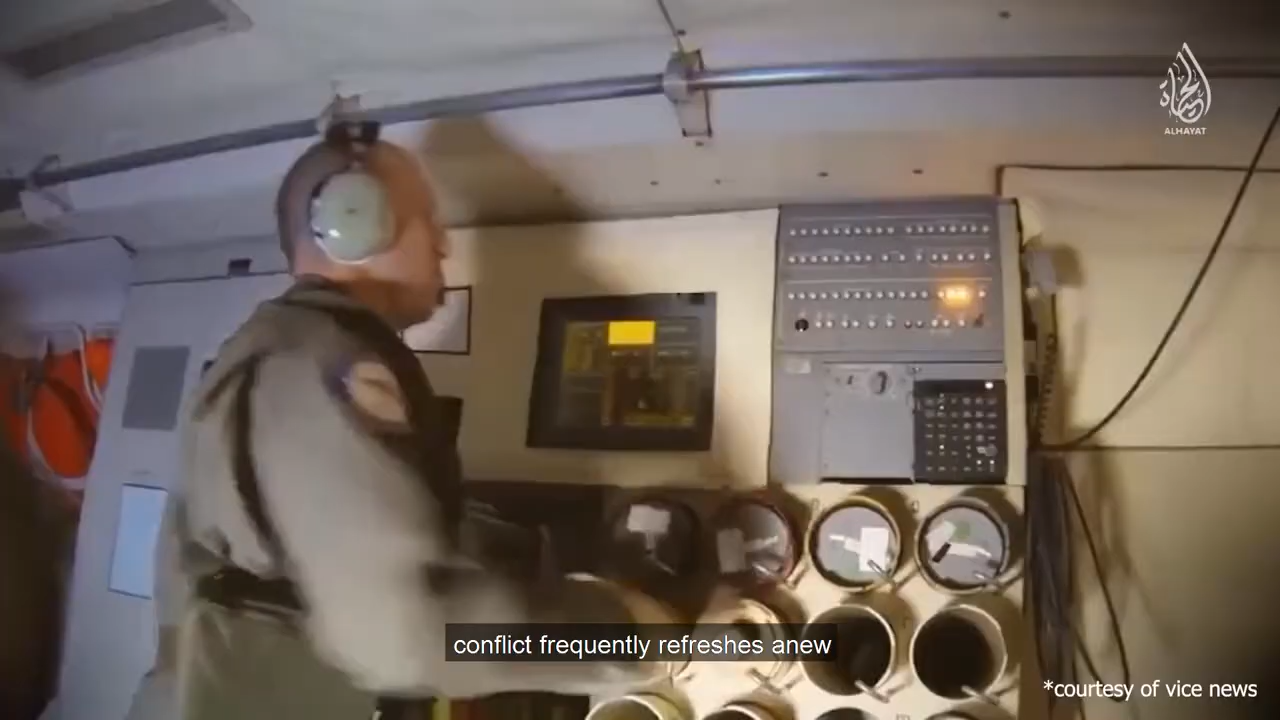 الحياة
ALHAYAT
conflict frequently refreshes anew
*courtesy of vice news